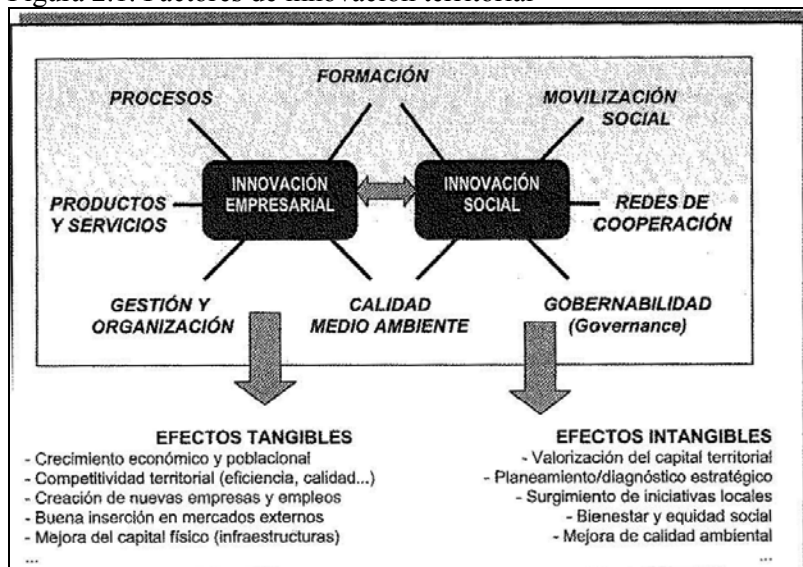 Figura 2.1. Factores de innovación territorial
FORMACIÓN
PROCESOS
MOVILIZACIÓN
SOCIAL
INNOVACIÓN
EMPRESARIAL
INNOVACIÓN
SOCIAL
PRODUCTOS
Y SERVICIOS
REDES DE
COOPERACIÓN
GESTIÓN Y
ORGANIZACIÓN
CALIDAD
MEDIO AMBIENTE
GOBERNABILIDAD
(Governance)
EFECTOS TANGIBLES
- Crecimiento económico y poblacional
- Competitividad territorial (eficiencia, calidad...)
- Creación de nuevas empresas y empleos
- Buena inserción en mercados externos
- Mejora del capital físico (infraestructuras)
...
EFECTOS INTANGIBLES
- Valorización del capital territorial
- Planeamiento/diagnóstico estratégico
- Surgimiento de iniciativas locales
- Bienestar y equidad social
- Mejora de calidad ambiental
...